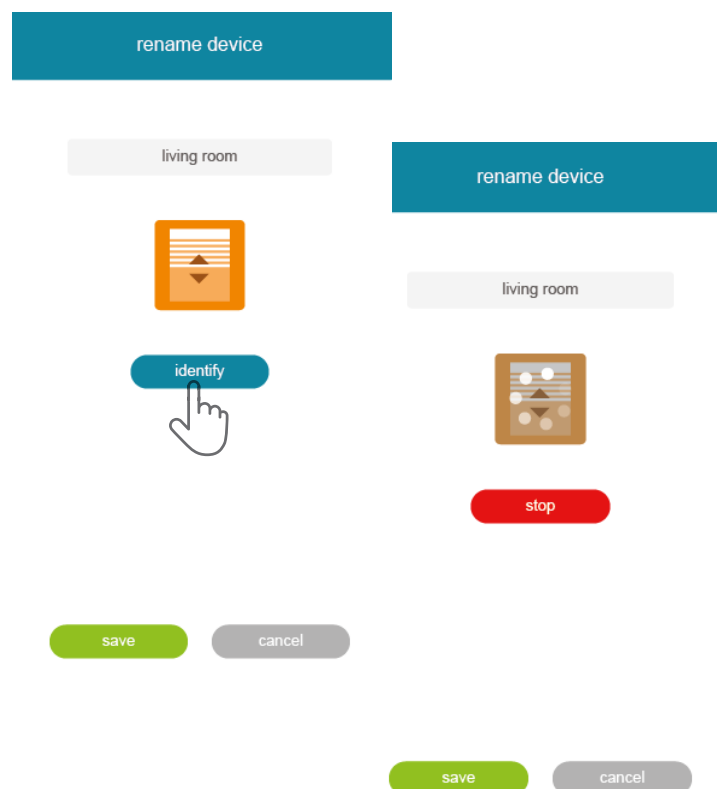 rename device
living room
identify
save
cancel
rename device
living room
stop
save
cancel